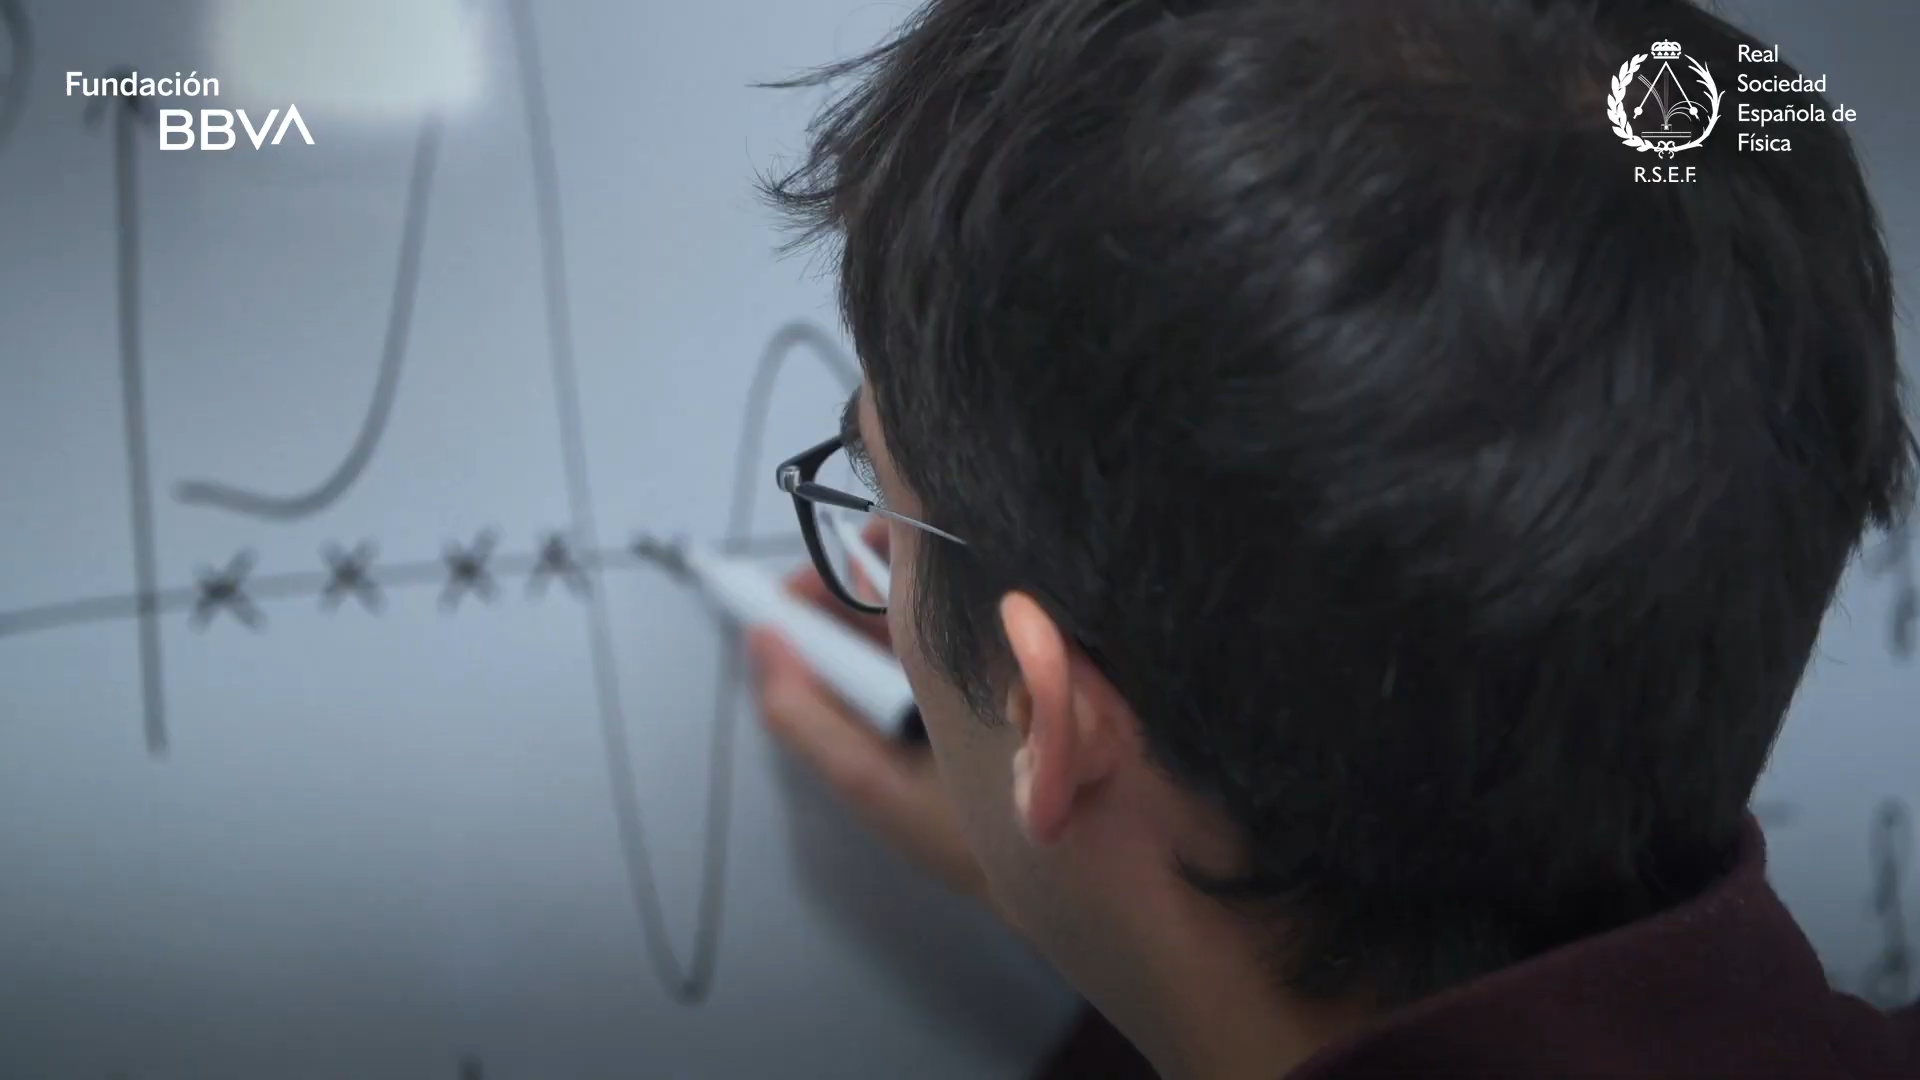 Fundación
BBVA
Real
Sociedad
Española de
Física
R.S.E.F.